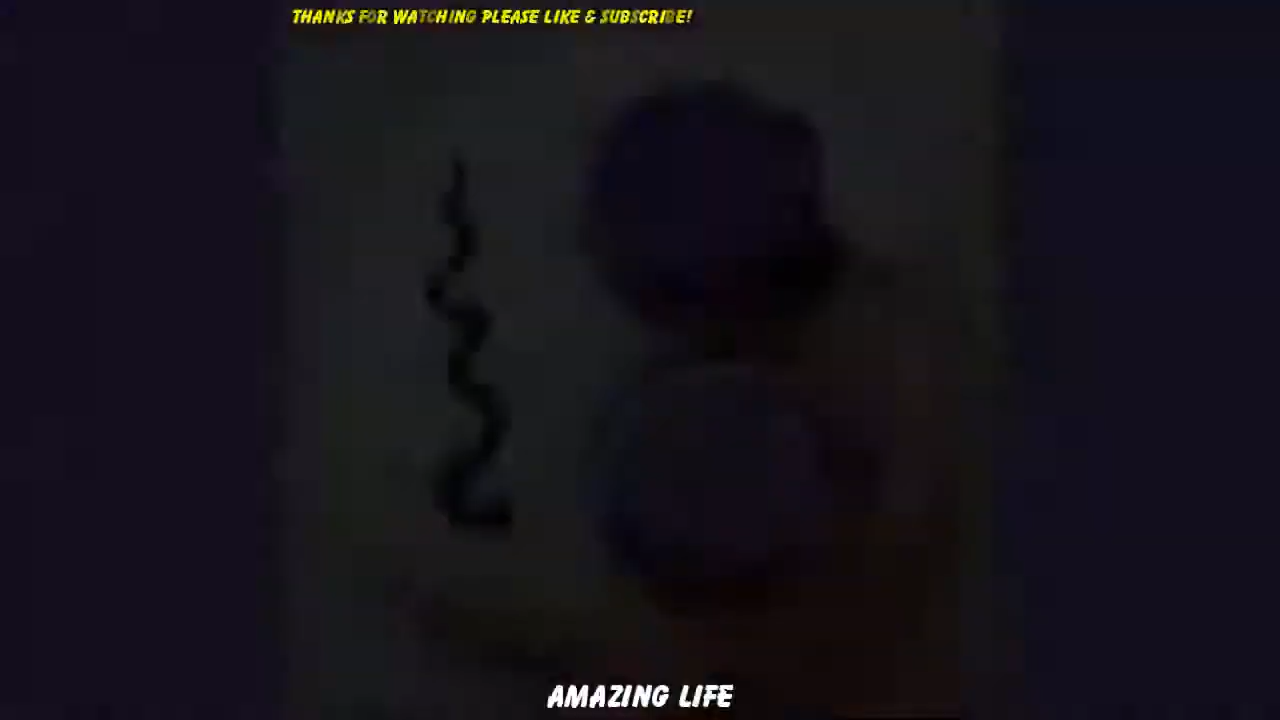 THANKS FOR WATCHING PLEASE LIKE & SUBSCRIBE!
AMAZING LIFE